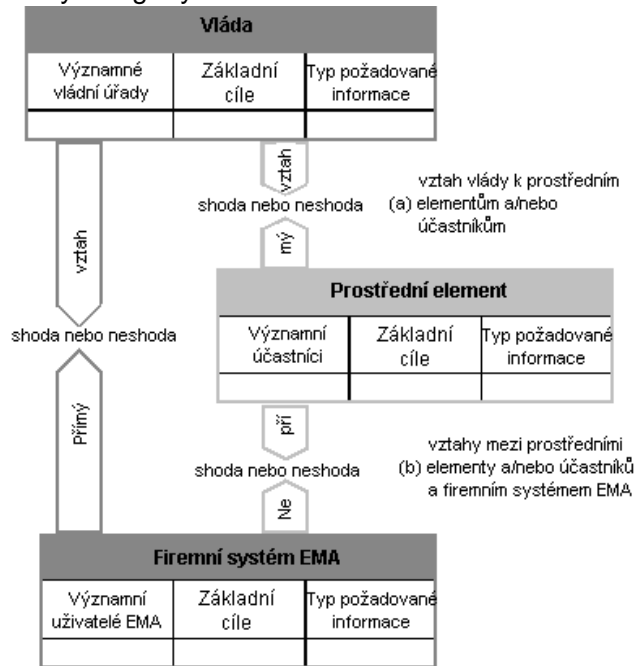 Vláda
Významné
vládní úřady
Základní
cíle
Typ požadované
informace
vztah
vztah
shoda nebo neshoda
vztah vlády k prostředním
(a) elementům a/nebo
účastníkům
mý
Prostřední element
Významní
účastníci
Základní
cíle
Typ požadované
informace
shoda nebo neshoda
Přímý
pří
shoda nebo neshoda
vztahy mezi prostředními
(b) elementy a/nebo účastníků
a firemním systémem EMA
Ne
Firemní systém EMA
Významní
uživatelé EMA
Základní
cíle
Typ požadované
informace